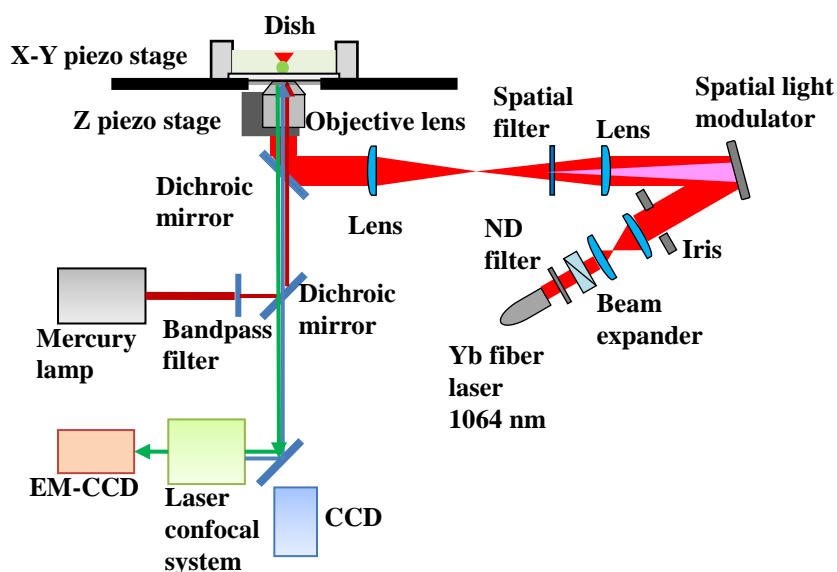 Dish
X-Y piezo stage
Z piezo stage
Objective lens
Spatial
filter
Lens
Spatial light
modulator
Dichroic
mirror
Lens
ND
filter
Iris
Beam
expander
Yb fiber
laser
1064 nm
Mercury
lamp
Bandpass
filter
Dichroic
mirror
EM-CCD
Laser
confocal
system
CCD